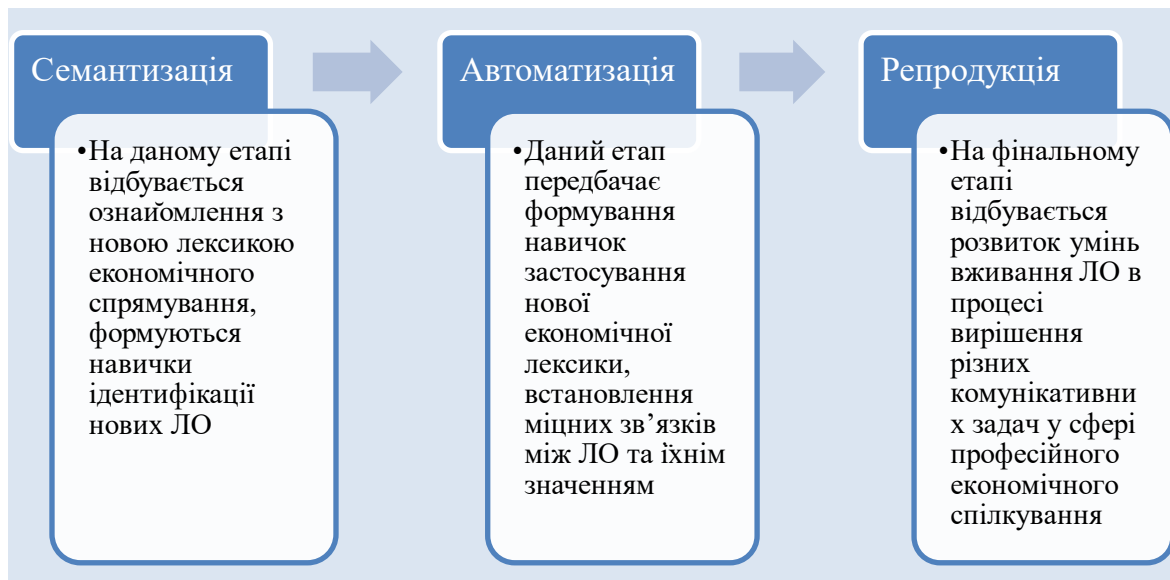 Семантизація
•На даному етапі
відбувається
ознайомлення з
новою лексикою
економічного
спрямування,
формуються
навички
ідентифікації
нових ЛО
Автоматизація
•Даний етап
передбачає
формування
навичок
застосування
нової
економічної
лексики,
встановлення
міцних зв’язків
між ЛО та їхнім
значенням
Репродукція
•На фінальному
етапі
відбувається
розвиток умінь
вживання ЛО в
процесі
вирішення
різних
комунікативни
х задач у сфері
професійного
економічного
спілкування